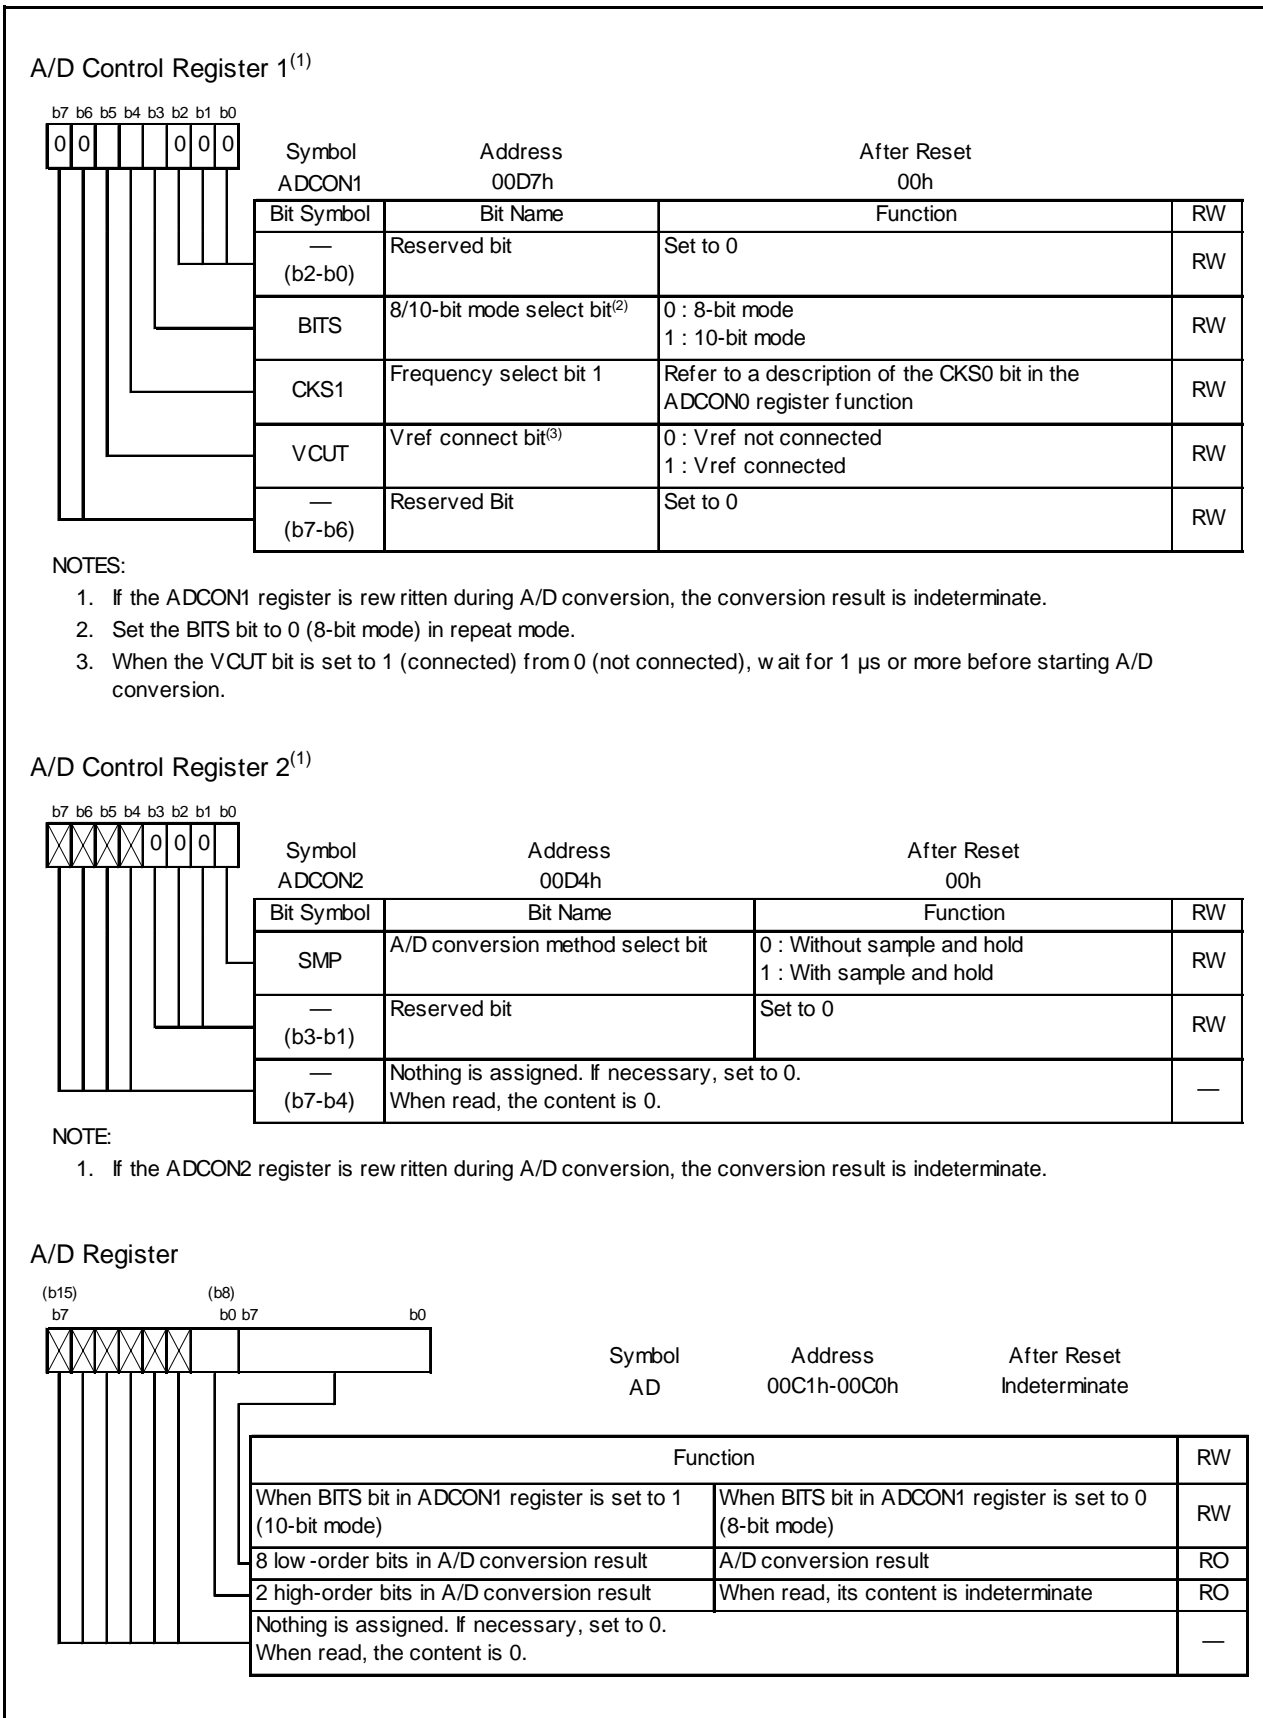 A/D Control Register 1(1)
b7 b6 b5 b4 b3 b2 b1 b0
0 0 0 0 0
Symbol Address After Reset
ADCON1 00D7h 00h
Bit Symbol Bit Name Function RW
—
(b2-b0) Reserved bit Set to 0 RW
BITS 8/10-bit mode select bit(2) 0 : 8-bit mode
1 : 10-bit mode RW
CKS1 Frequency select bit 1 Refer to a description of the CKS0 bit in the
ADCON0 register function RW
VCUT Vref connect bit(3) 0 : Vref not connected
1 : Vref connected RW
—
(b7-b6) Reserved Bit Set to 0 RW
NOTES:
1. If the ADCON1 register is rewritten during A/D conversion, the conversion result is indeterminate.
2. Set the BITS bit to 0 (8-bit mode) in repeat mode.
3. When the VCUT bit is set to 1 (connected) from 0 (not connected), wait for 1 µs or more before starting A/D
conversion.
A/D Control Register 2(1)
b7 b6 b5 b4 b3 b2 b1 b0
0 0 0
Symbol Address After Reset
ADCON2 00D4h 00h
Bit Symbol Bit Name Function RW
SMP A/D conversion method select bit 0 : Without sample and hold
1 : With sample and hold RW
—
(b3-b1) Reserved bit Set to 0 RW
—
(b7-b4) Nothing is assigned. If necessary, set to 0.
When read, the content is 0. —
NOTE:
1. If the ADCON2 register is rewritten during A/D conversion, the conversion result is indeterminate.
A/D Register
(b15) (b8)
b7 b0 b7 b0
Symbol Address After Reset
AD 00C1h-00C0h Indeterminate
Function RW
When BITS bit in ADCON1 register is set to 1
(10-bit mode) When BITS bit in ADCON1 register is set to 0
(8-bit mode) RW
8 low-order bits in A/D conversion result A/D conversion result RO
2 high-order bits in A/D conversion result When read, its content is indeterminate RO
Nothing is assigned. If necessary, set to 0.
When read, the content is 0. —